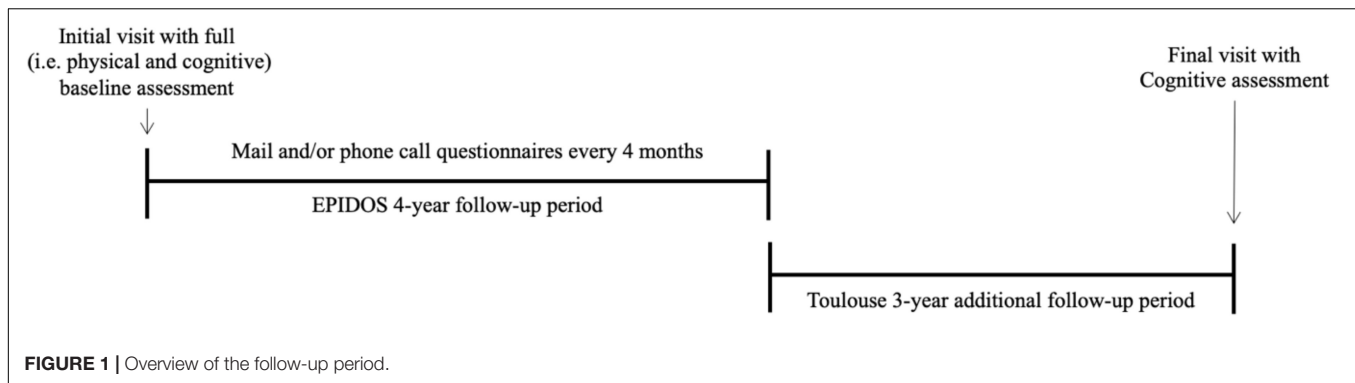 Initial visit with full
(i.e. physical and cognitive)
baseline assessment
Final visit with
Cognitive assessment
Mail and/or phone call questionnaires every 4 months
EPIDOS 4-year follow-up period
Toulouse 3-year additional follow-up period
FIGURE 1 | Overview of the follow-up period.